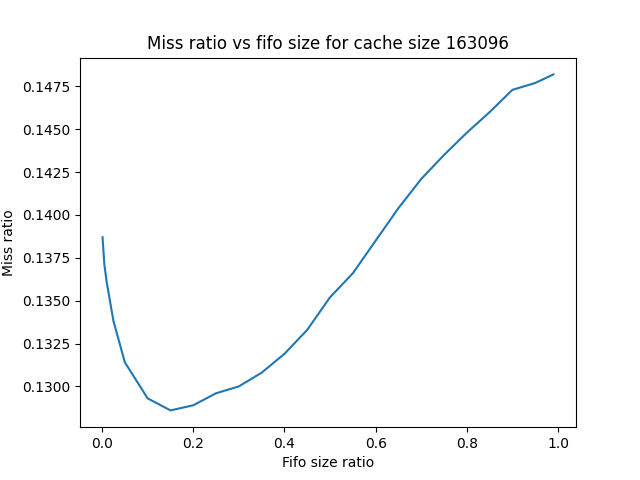 Miss ratio vs fifo size for cache size 163096
0.1475
0.1450
0.1425
0.1400
0.1375
0.1350
0.1325
0.1300
Miss ratio
0.0 0.2 0.4 0.6 0.8 1.0
Fifo size ratio